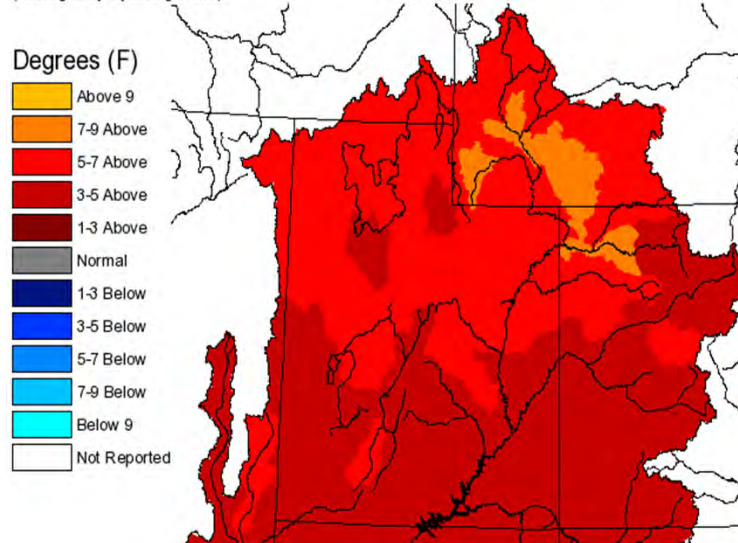 Degrees (F)
Above 9
7-9 Above
5-7 Above
3-5 Above
1-3 Above
Normal
1-3 Below
3-5 Below
5-7 Below
7-9 Below
Below 9
Not Reported